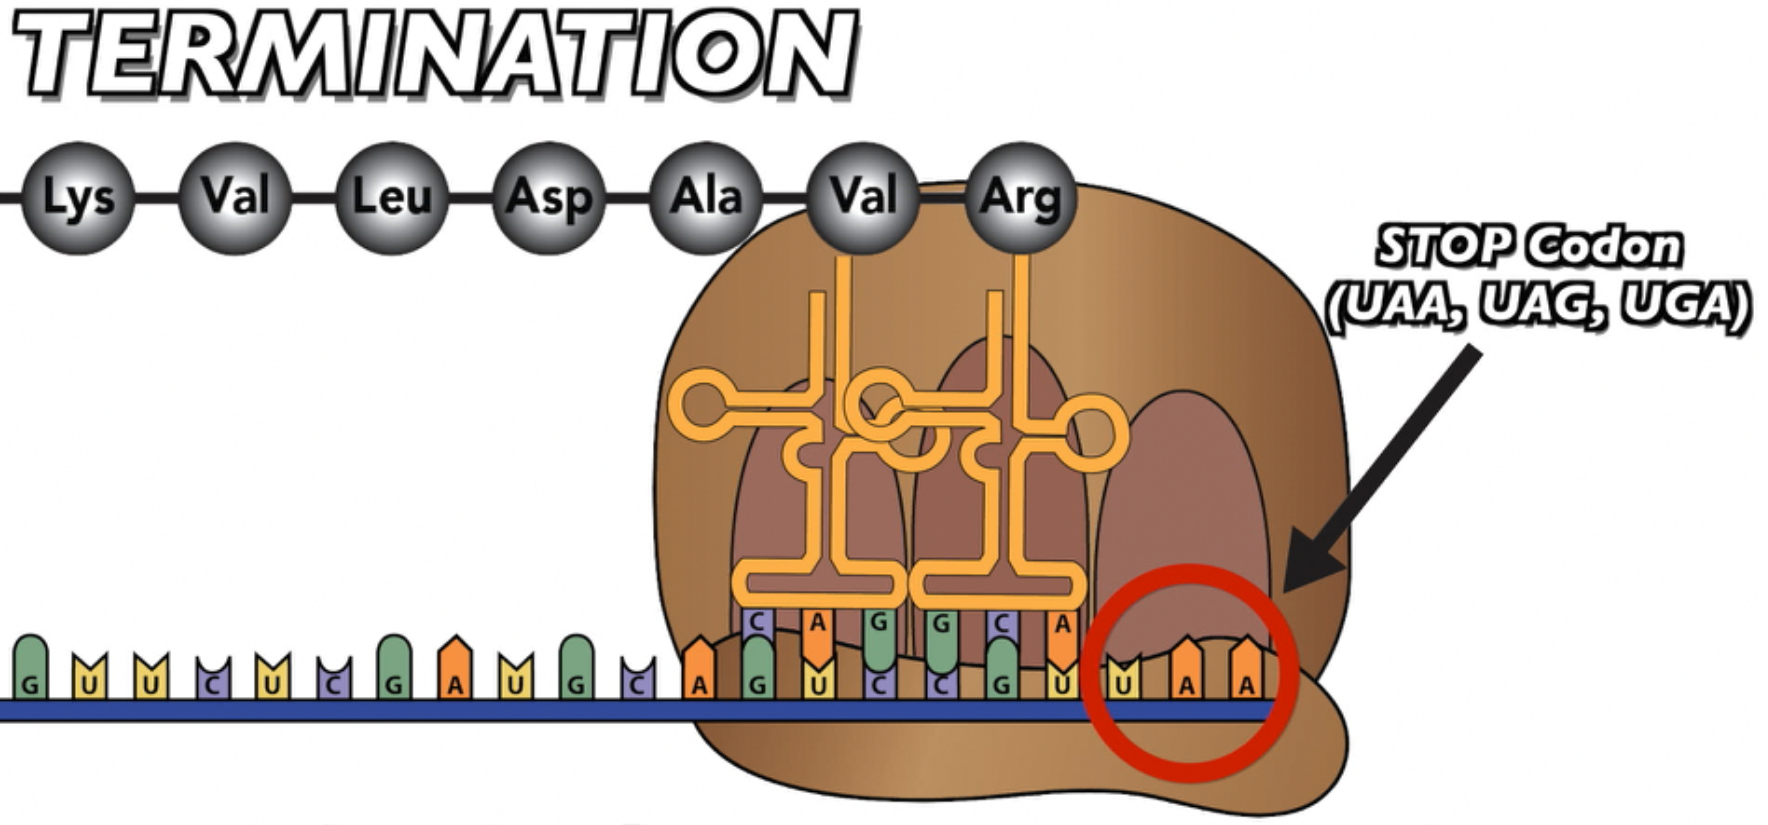 TERMINATION
Lys Val Leu Asp Ala Val Arg
STOP Codon
(UAA, UAG, UGA)
C A G G C A
G U U C U C G A U G C A G U C C G U U A A